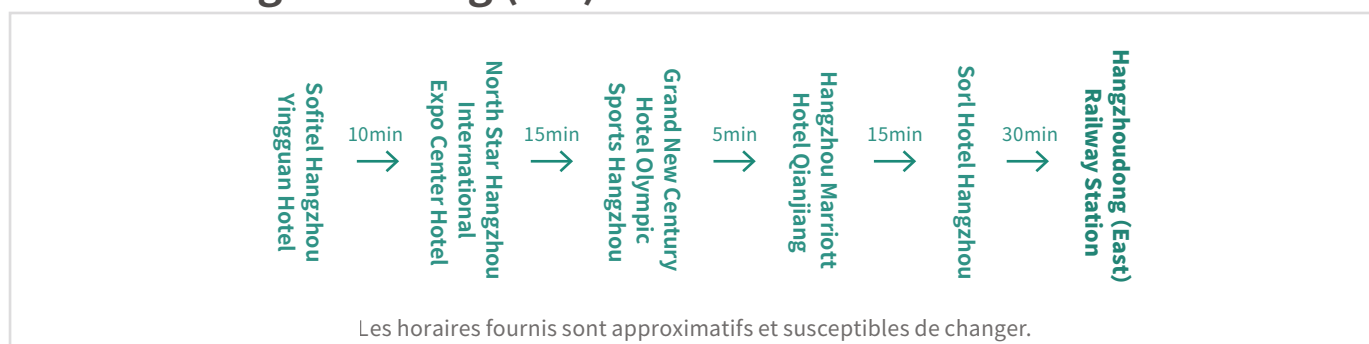 Sofitel Hangzhou
Yingguan Hotel
10min
North Star Hangzhou
International
Expo Center Hotel
15min
Grand New Century
Hotel Olympic
Sports Hangzhou
5min
Hangzhou Marriott
Hotel Qianjiang
15min
Sorl Hotel Hangzhou
30min
Hangzhoudong (East)
Railway Station
Les horaires fournis sont approximatifs et susceptibles de changer.